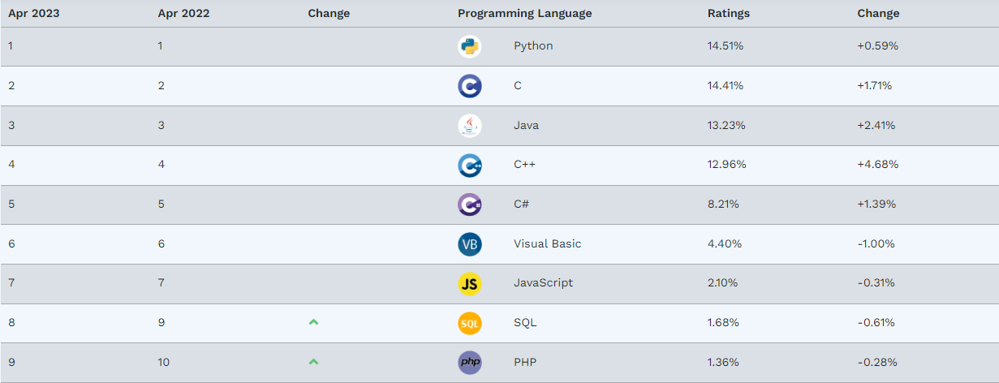 Apr 2023 Apr 2022 Change Programming Language Ratings Change
1 1 Python 14.51% +0.59%
2 2 C C 14.41% +1.71%
3 3 Java Java 13.23% +2.41%
4 4 C++ C++ 12.96% +4.68%
5 5 C C# 8.21% +1.39%
6 6 VB Visual Basic 4.40% -1.00%
7 7 JS JavaScript 2.10% -0.31%
8 9 SQL SQL 1.68% -0.61%
9 10 php PHP 1.36% -0.28%